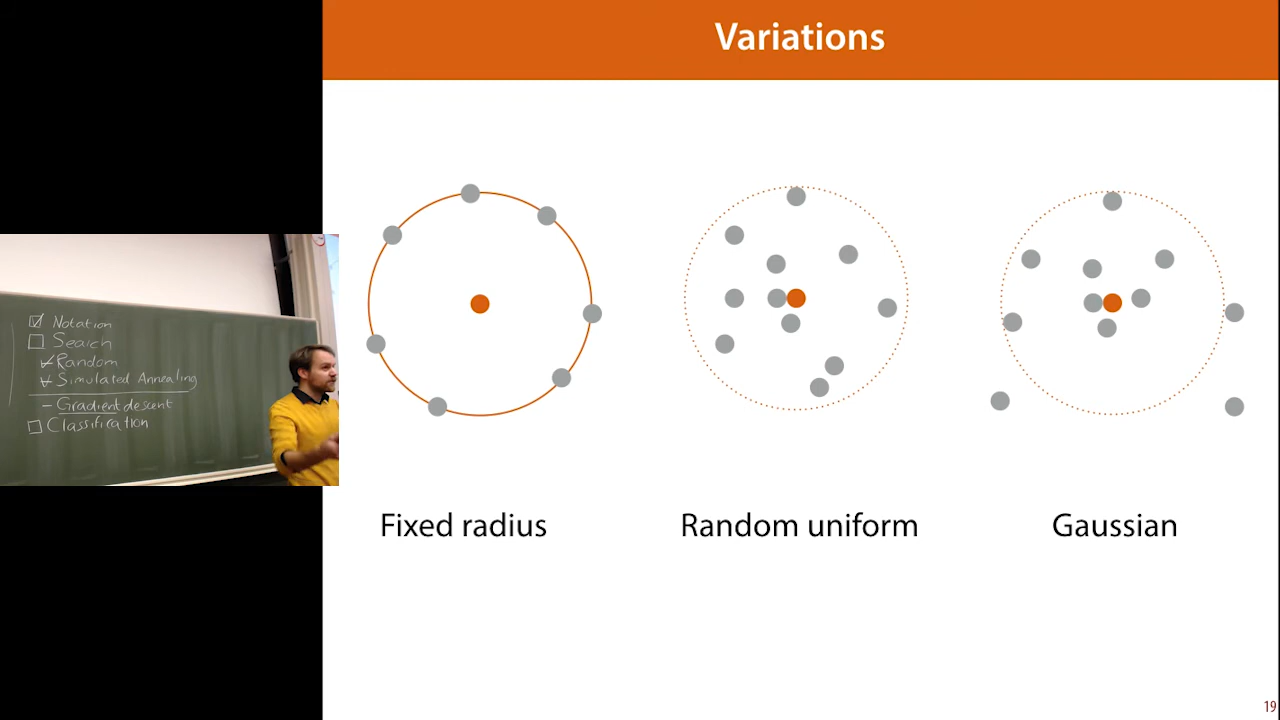 Variations
Notation
Search
Random
Simulated Annealing
- Gradient descent
Classification
Fixed radius
Random uniform
Gaussian
19